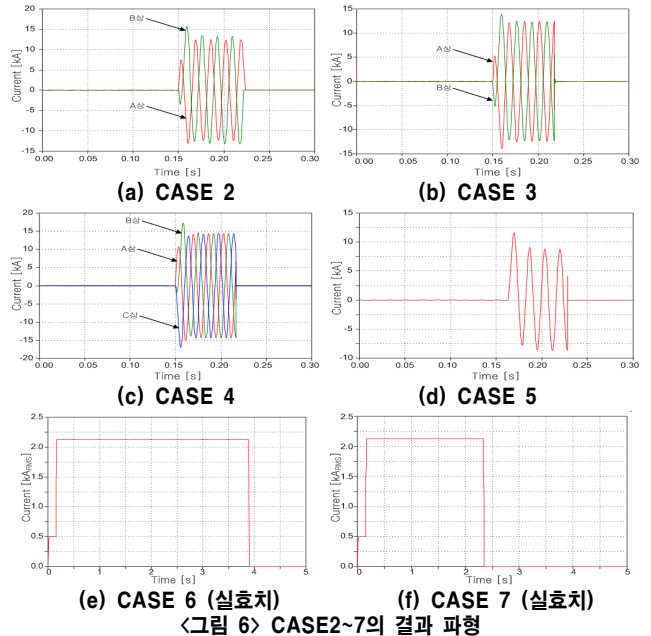 20
15
10
5
0
-5
-10
-15
Current [kA]
B상
A상
0.00 0.05 0.10 0.15 0.20 0.25 0.30
Time [s]
(a) CASE 2
15
10
5
0
-5
-10
-15
Current [kA]
A상
B상
0.00 0.05 0.10 0.15 0.20 0.25 0.30
Time [s]
(b) CASE 3
20
15
10
5
0
-5
-10
-15
-20
Current [kA]
B상
A상
C상
0.00 0.05 0.10 0.15 0.20 0.25 0.30
Time [s]
(c) CASE 4
15
10
5
0
-5
-10
Current [kA]
0.00 0.05 0.10 0.15 0.20 0.25 0.30
Time [s]
(d) CASE 5
2.5
2.0
1.5
1.0
0.5
0.0
Current [kARMS]
0 1 2 3 4 5
Time [s]
(e) CASE 6 (실효치)
2.5
2.0
1.5
1.0
0.5
0.0
Current [kARMS]
0 1 2 3 4 5
Time [s]
(f) CASE 7 (실효치)
<그림 6> CASE2~7의 결과 파형